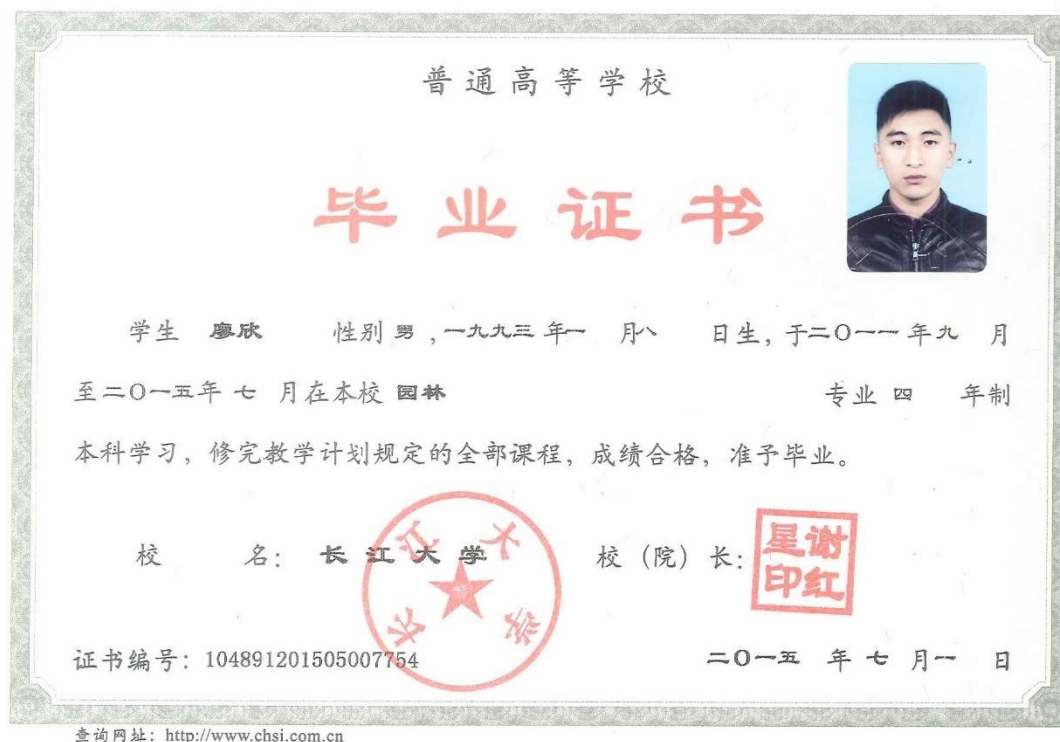 普通高等学校
毕业证书
学生 廖欣 性别 男 ,一九九三 年一 月八 日生, 于二〇一一 年九 月
至二〇一五年 七 月在本校 园林 专业 四 年制
本科学习, 修完教学计划规定的全部课程, 成绩合格, 准予毕业。
校 名: 长江大学 校 (院) 长:
长江大学
谢红星印
证书编号: 104891201505007754 二〇一五 年 七 月一 日
查询网址: http://www.chsi.com.cn